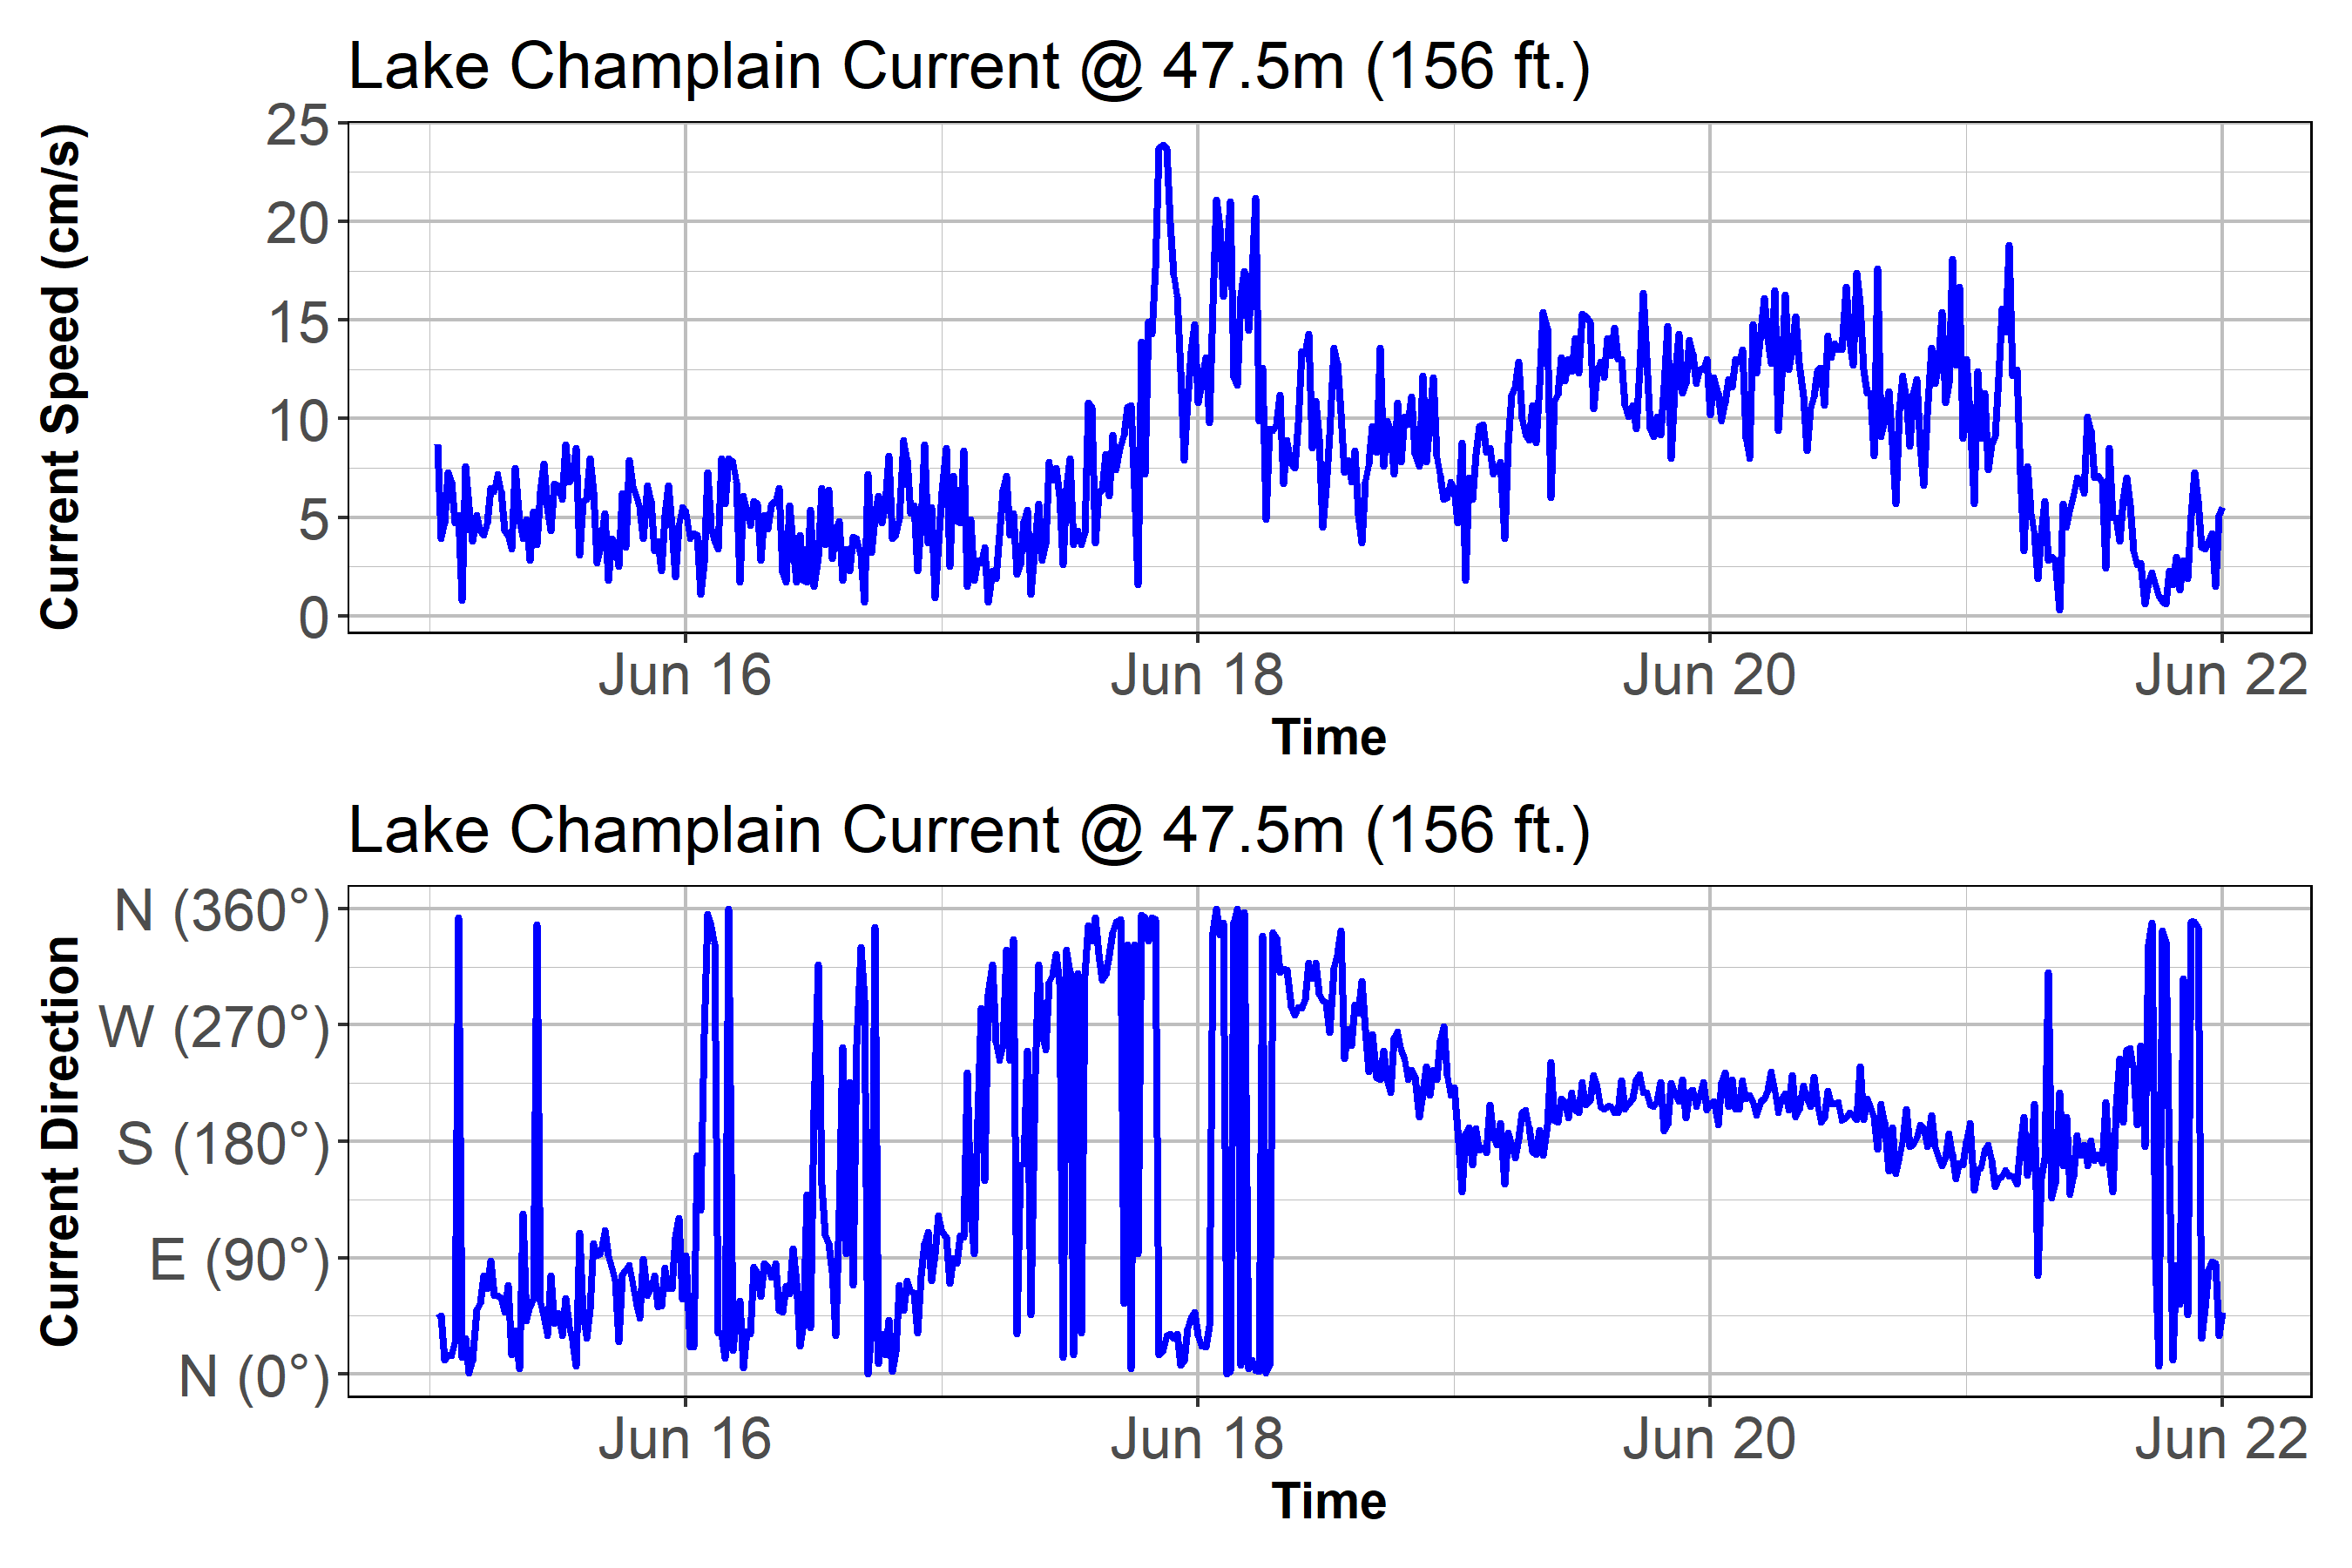 Lake Champlain Current @ 47.5m (156 ft.)
Current Speed (cm/s)
25
20
15
10
5
0
Jun 16 Jun 18 Jun 20 Jun 22
Time
Lake Champlain Current @ 47.5m (156 ft.)
Current Direction
N (360°)
W (270°)
S (180°)
E (90°)
N (0°)
Jun 16 Jun 18 Jun 20 Jun 22
Time